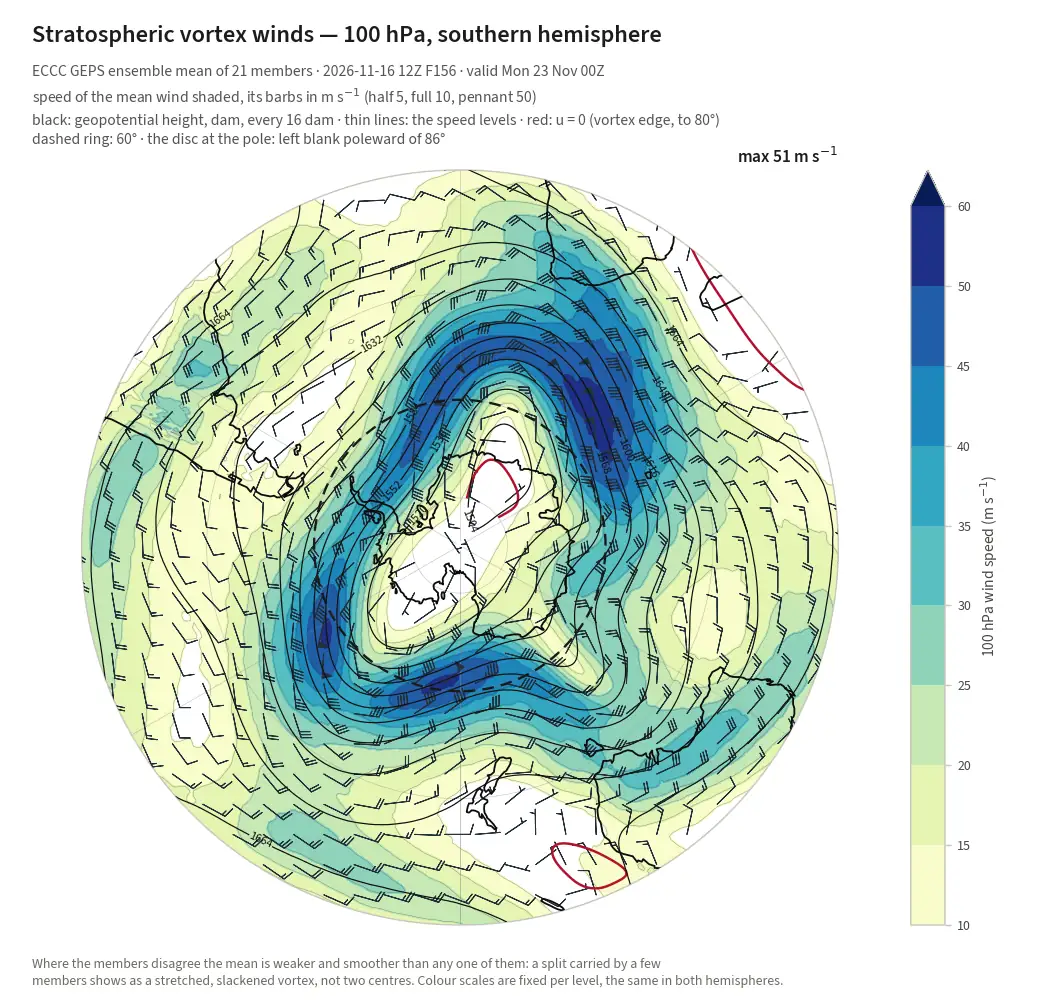 Stratospheric vortex winds — 100 hPa, southern hemisphere
ECCC GEPS ensemble mean of 21 members · 2026-11-16 12Z F156 · valid Mon 23 Nov 00Z
speed of the mean wind shaded, its barbs in m s⁻¹ (half 5, full 10, pennant 50)
black: geopotential height, dam, every 16 dam · thin lines: the speed levels · red: u = 0 (vortex edge, to 80°)
dashed ring: 60° · the disc at the pole: left blank poleward of 86°
max 51 m s⁻¹
60
50
45
40
35
30
25
20
15
10
100 hPa wind speed (m s⁻¹)
1664
1632
1664
1648
1600
1568
1552
1664
Where the members disagree the mean is weaker and smoother than any one of them: a split carried by a few
members shows as a stretched, slackened vortex, not two centres. Colour scales are fixed per level, the same in both hemispheres.